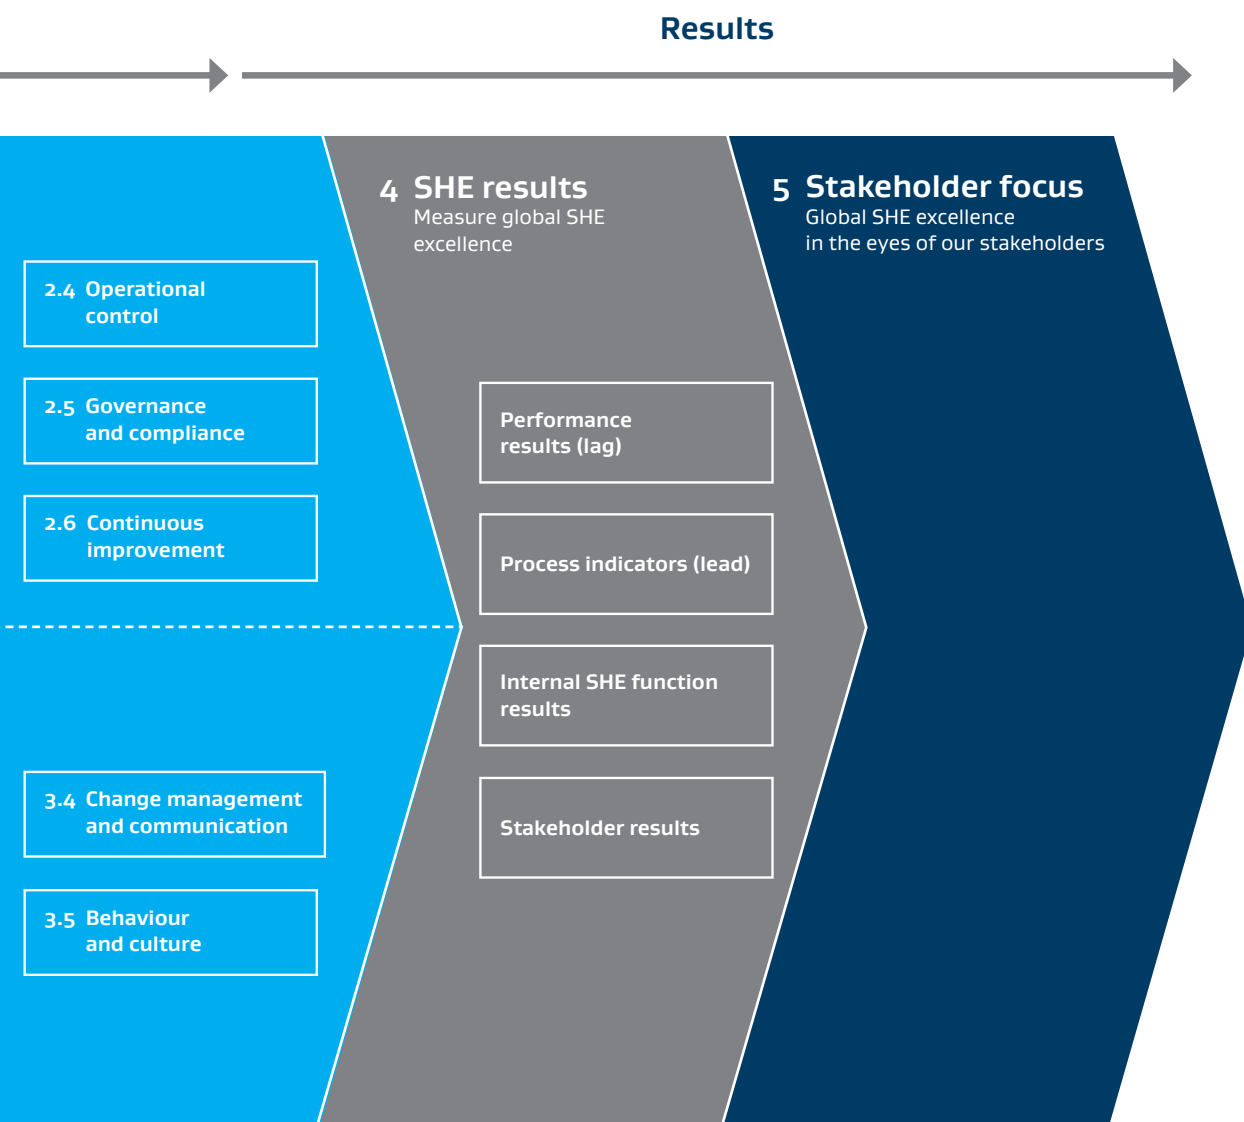 Results
4 SHE results
Measure global SHE
excellence
5 Stakeholder focus
Global SHE excellence
in the eyes of our stakeholders
2.4 Operational
control
2.5 Governance
and compliance
2.6 Continuous
improvement
3.4 Change management
and communication
3.5 Behaviour
and culture
Performance
results (lag)
Process indicators (lead)
Internal SHE function
results
Stakeholder results